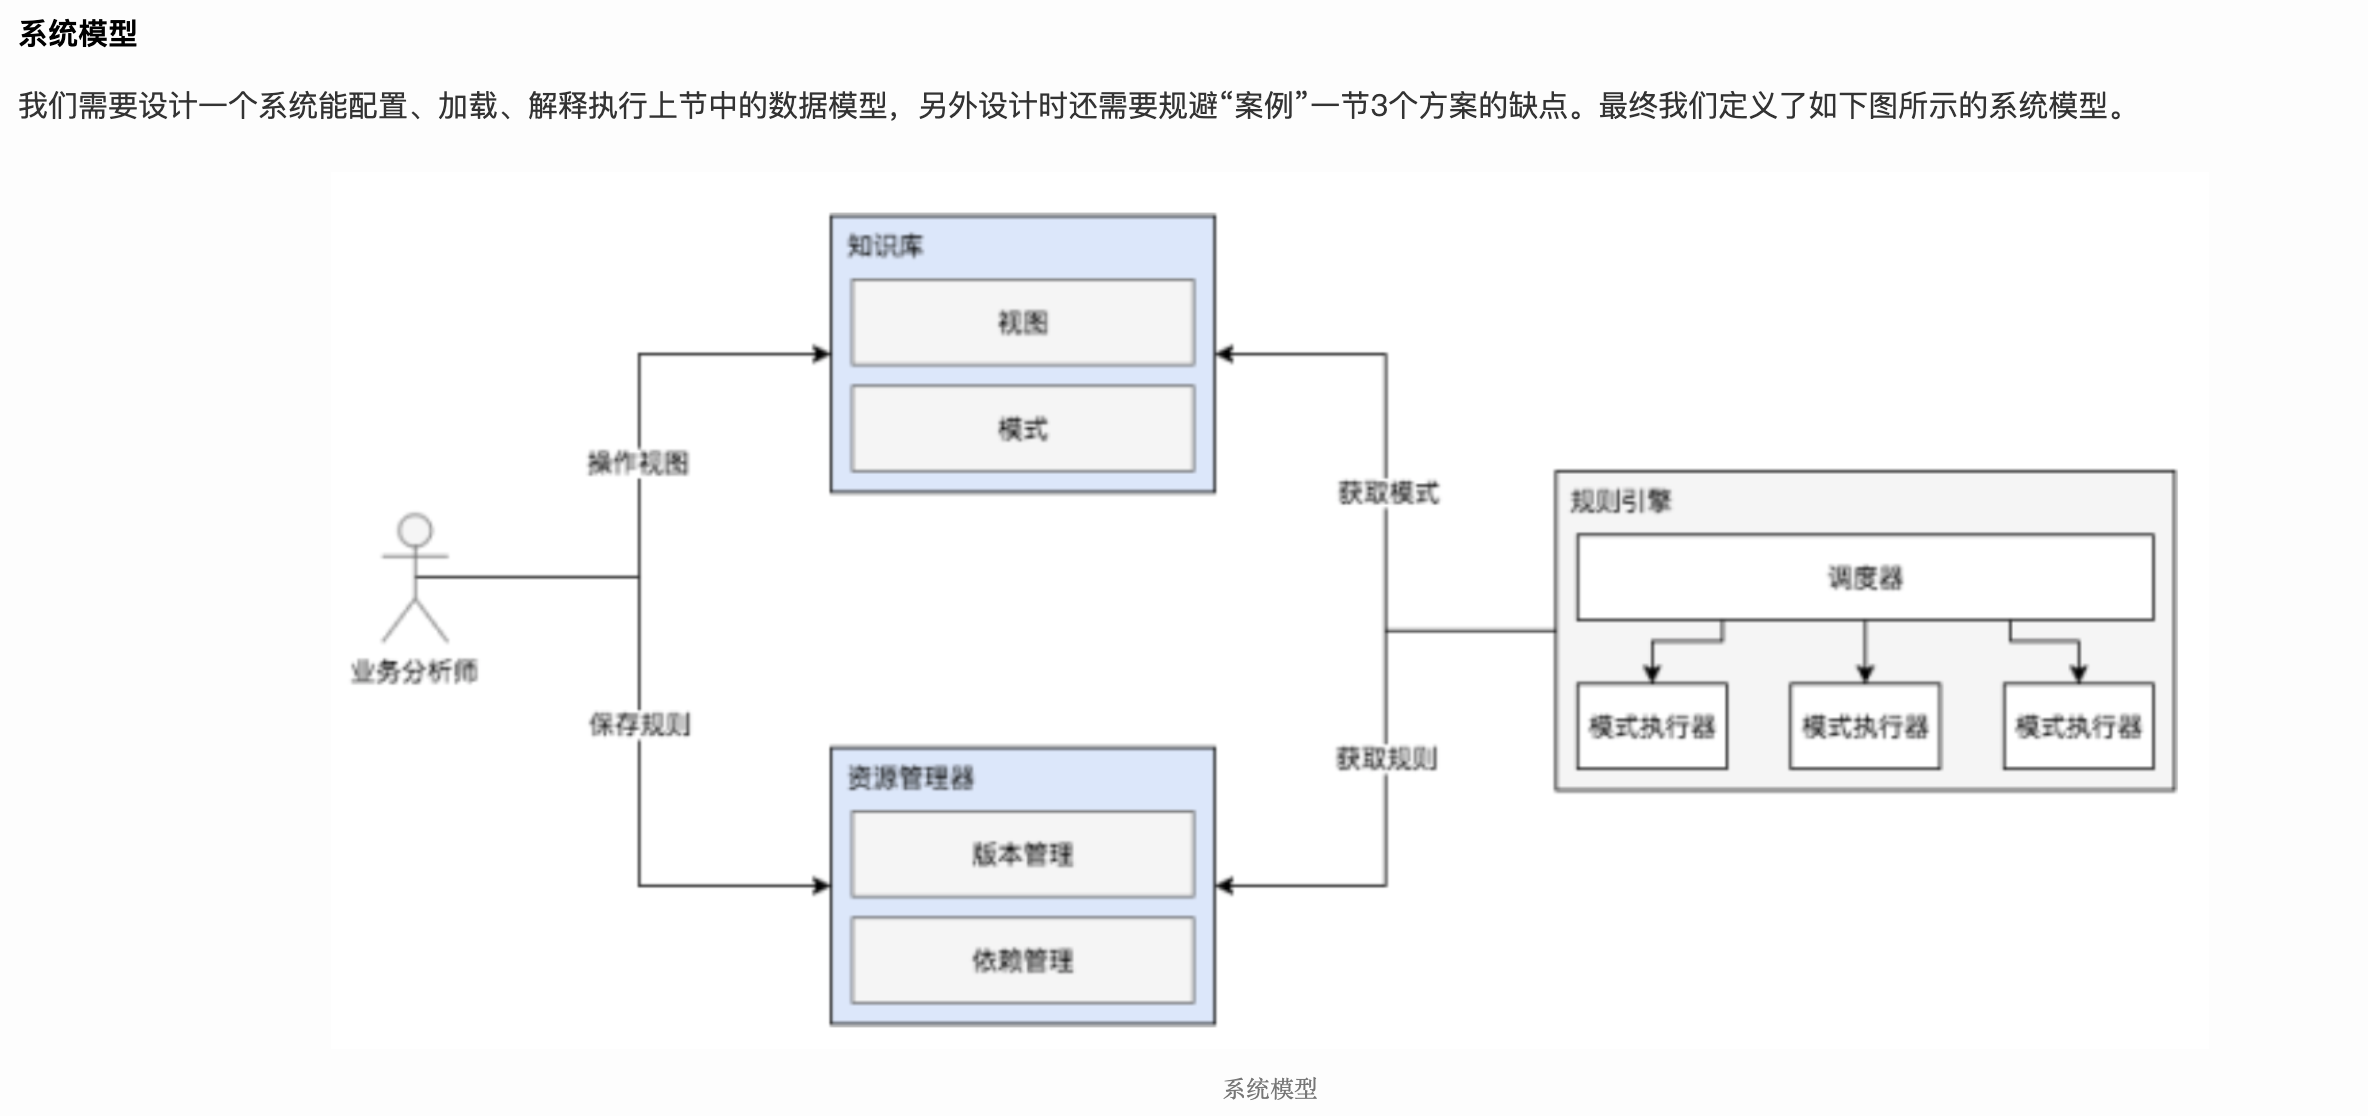 系统模型
我们需要设计一个系统能配置、加载、解释执行上节中的数据模型，另外设计时还需要规避“案例”一节3个方案的缺点。最终我们定义了如下图所示的系统模型。
知识库
视图
模式
操作视图
获取模式
规则引擎
调度器
业务分析师
保存规则
模式执行器
模式执行器
模式执行器
获取规则
资源管理器
版本管理
依赖管理
系统模型